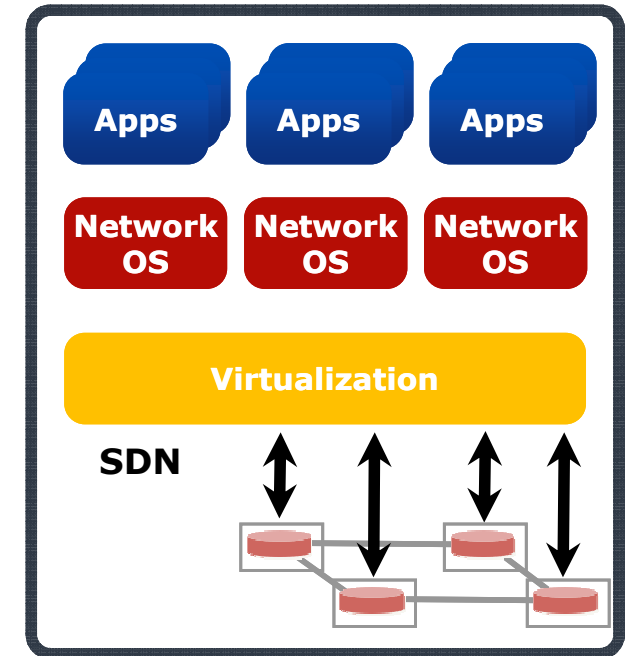 Apps Apps Apps
Network Network Network
OS OS OS
Virtualization
SDN